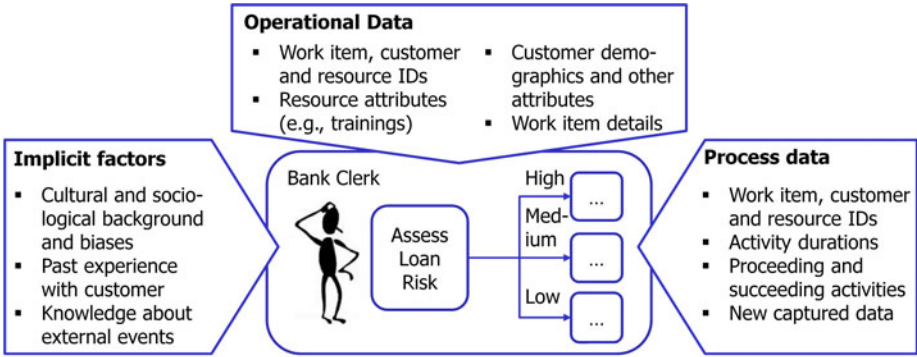 Operational Data
▪ Work item, customer
and resource IDs
▪ Resource attributes
(e.g., trainings)
▪ Customer demo-
graphics and other
attributes
▪ Work item details
Implicit factors
▪ Cultural and socio-
logical background
and biases
▪ Past experience
with customer
▪ Knowledge about
external events
Bank Clerk
Assess
Loan
Risk
High
...
Med-
ium
...
Low
...
Process data
▪ Work item, customer
and resource IDs
▪ Activity durations
▪ Proceeding and
succeeding activities
▪ New captured data